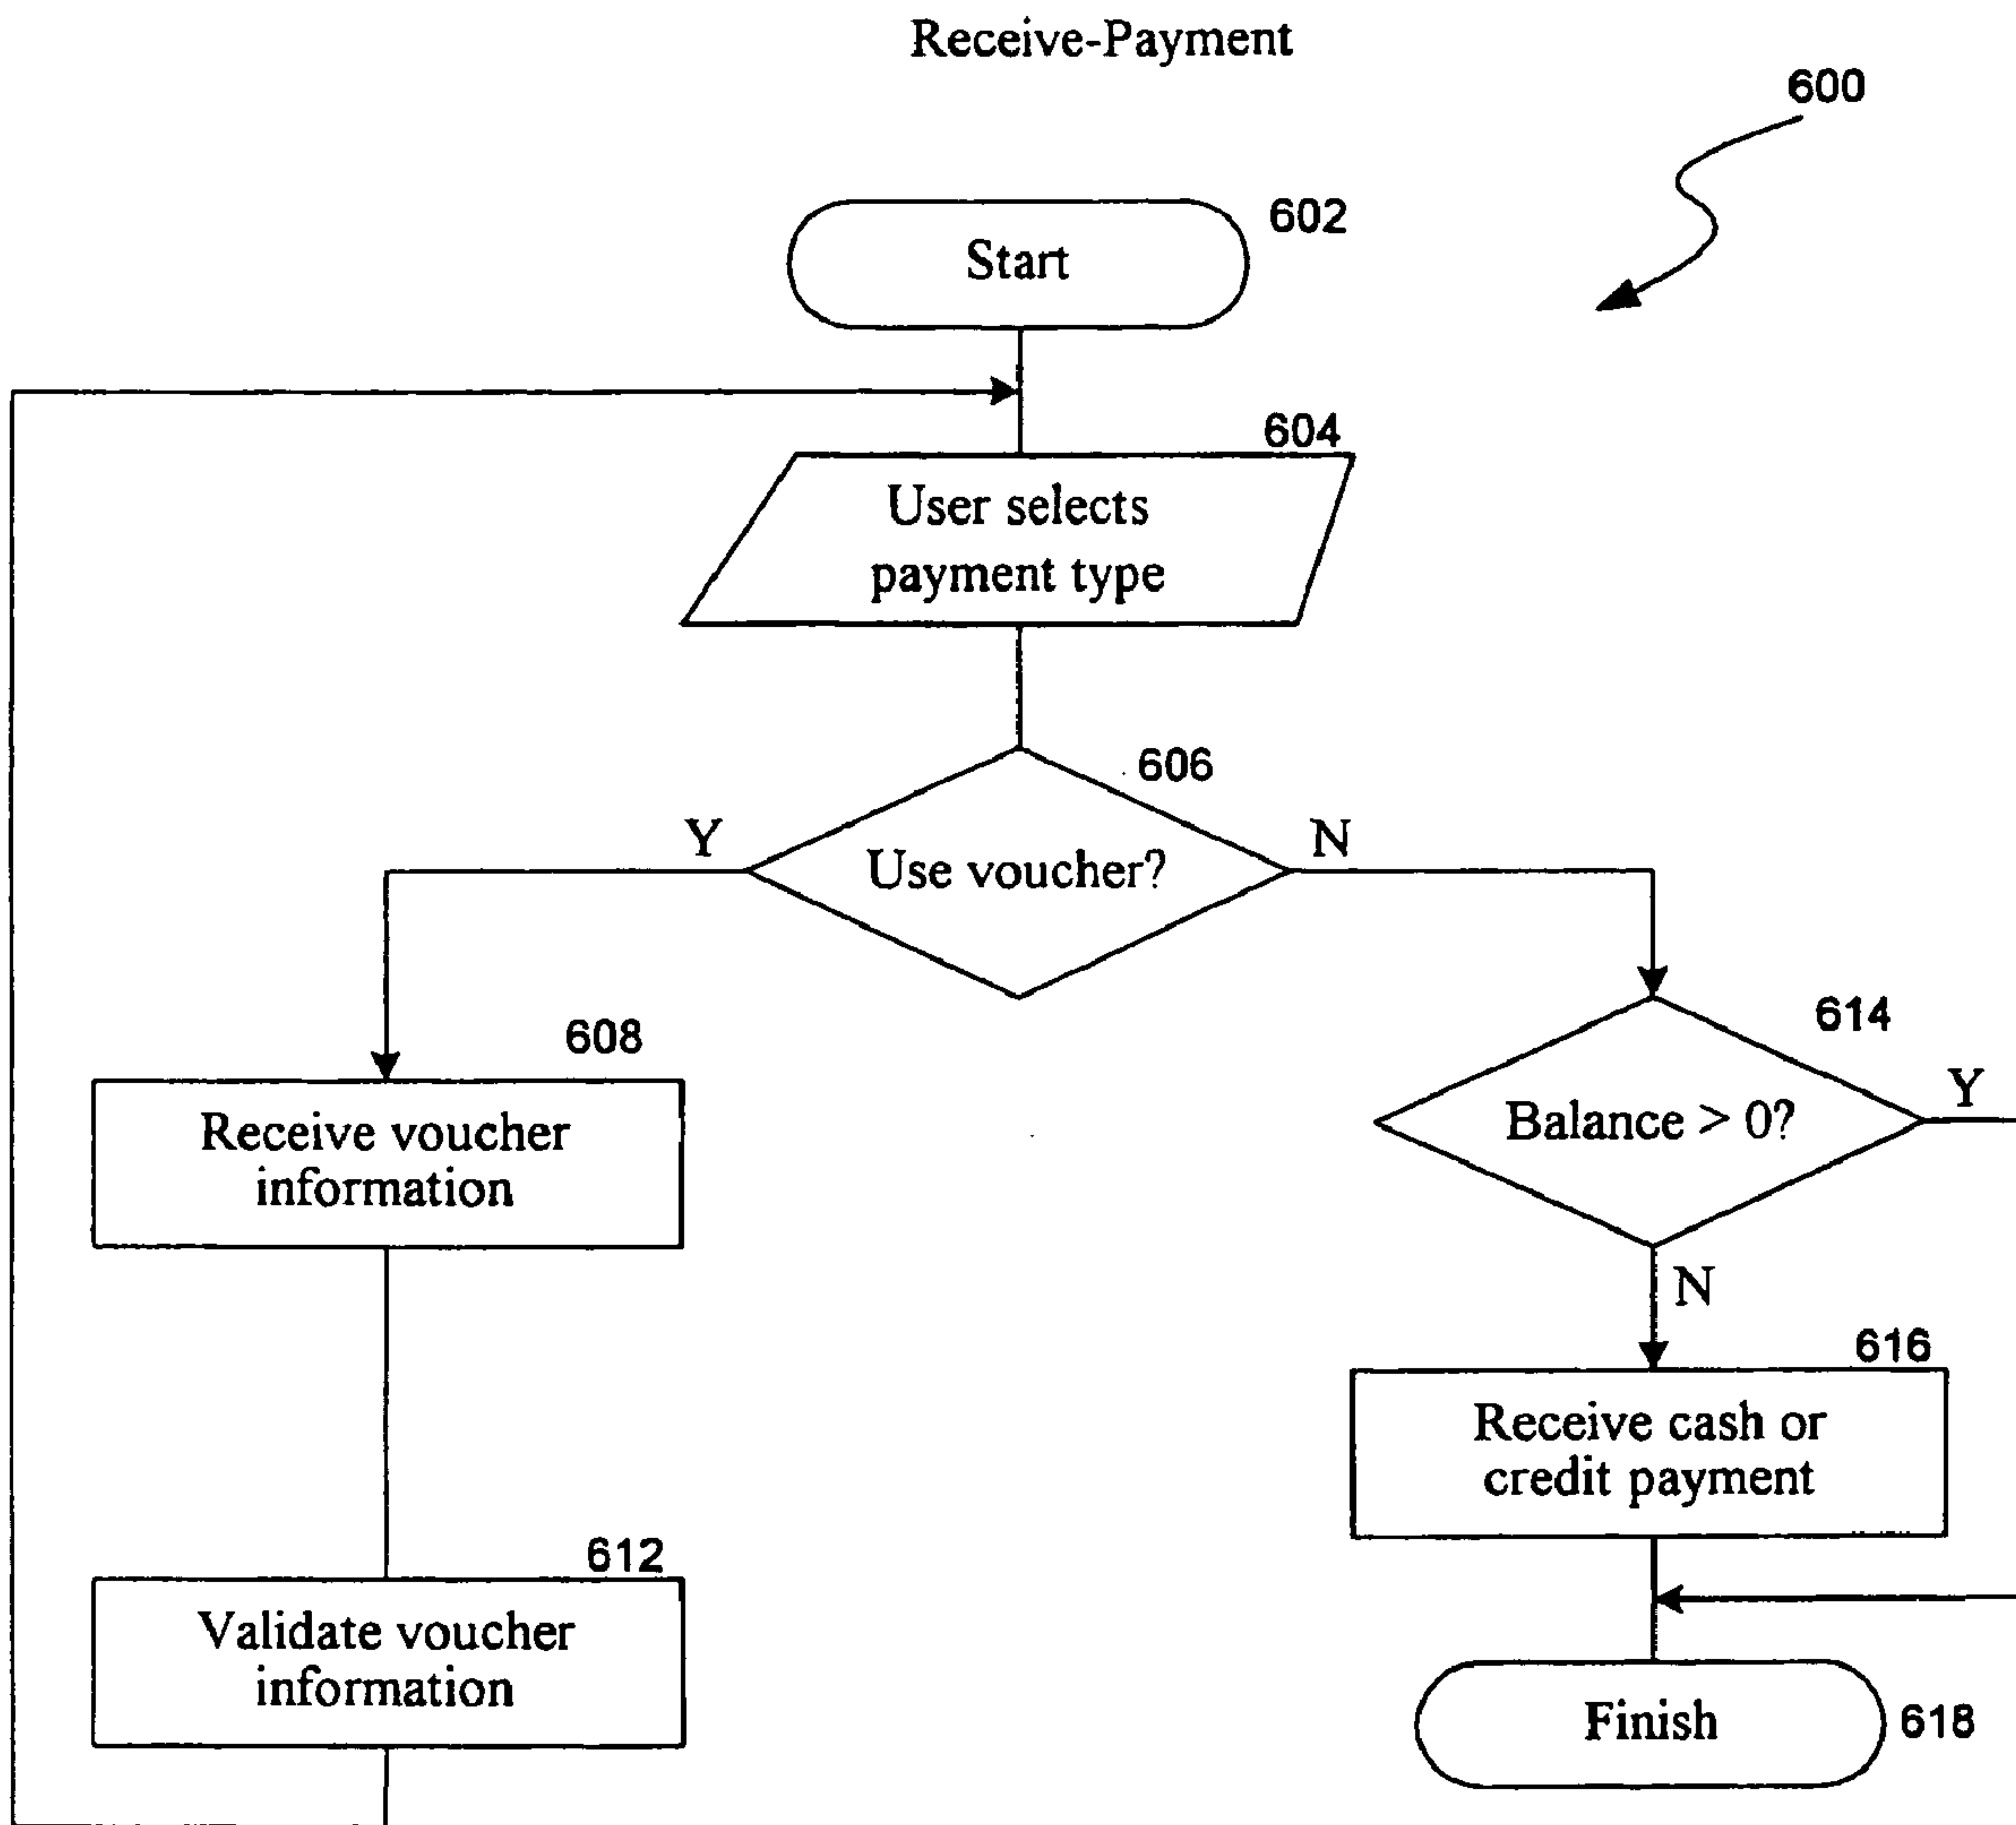 Receive-Payment
600
602
Start
604
User selects
payment type
606
Y
Use voucher?
N
608
Receive voucher
information
614
Balance > 0?
Y
N
616
Receive cash or
credit payment
612
Validate voucher
information
Finish
618